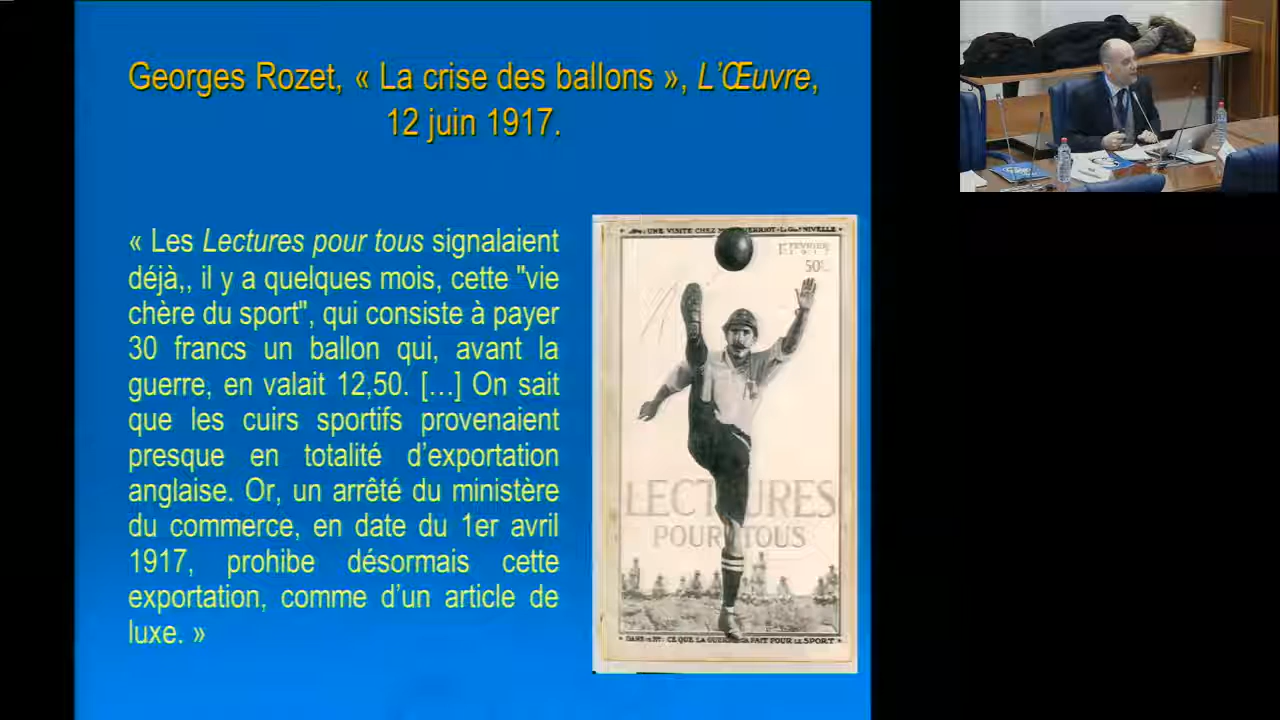 Georges Rozet, « La crise des ballons », L'Œuvre,
12 juin 1917.
« Les Lectures pour tous signalaient
déjà,, il y a quelques mois, cette "vie
chère du sport", qui consiste à payer
30 francs un ballon qui, avant la
guerre, en valait 12,50. […] On sait
que les cuirs sportifs provenaient
presque en totalité d'exportation
anglaise. Or, un arrêté du ministère
du commerce, en date du 1er avril
1917, prohibe désormais cette
exportation, comme d'un article de
luxe. »
UNE VISITE CHEZ NIVELLE
1er FÉVRIER
1917
50c
LECTURES
POUR TOUS
DANS ce N°: CE QUE LA GUERRE A FAIT POUR LE SPORT